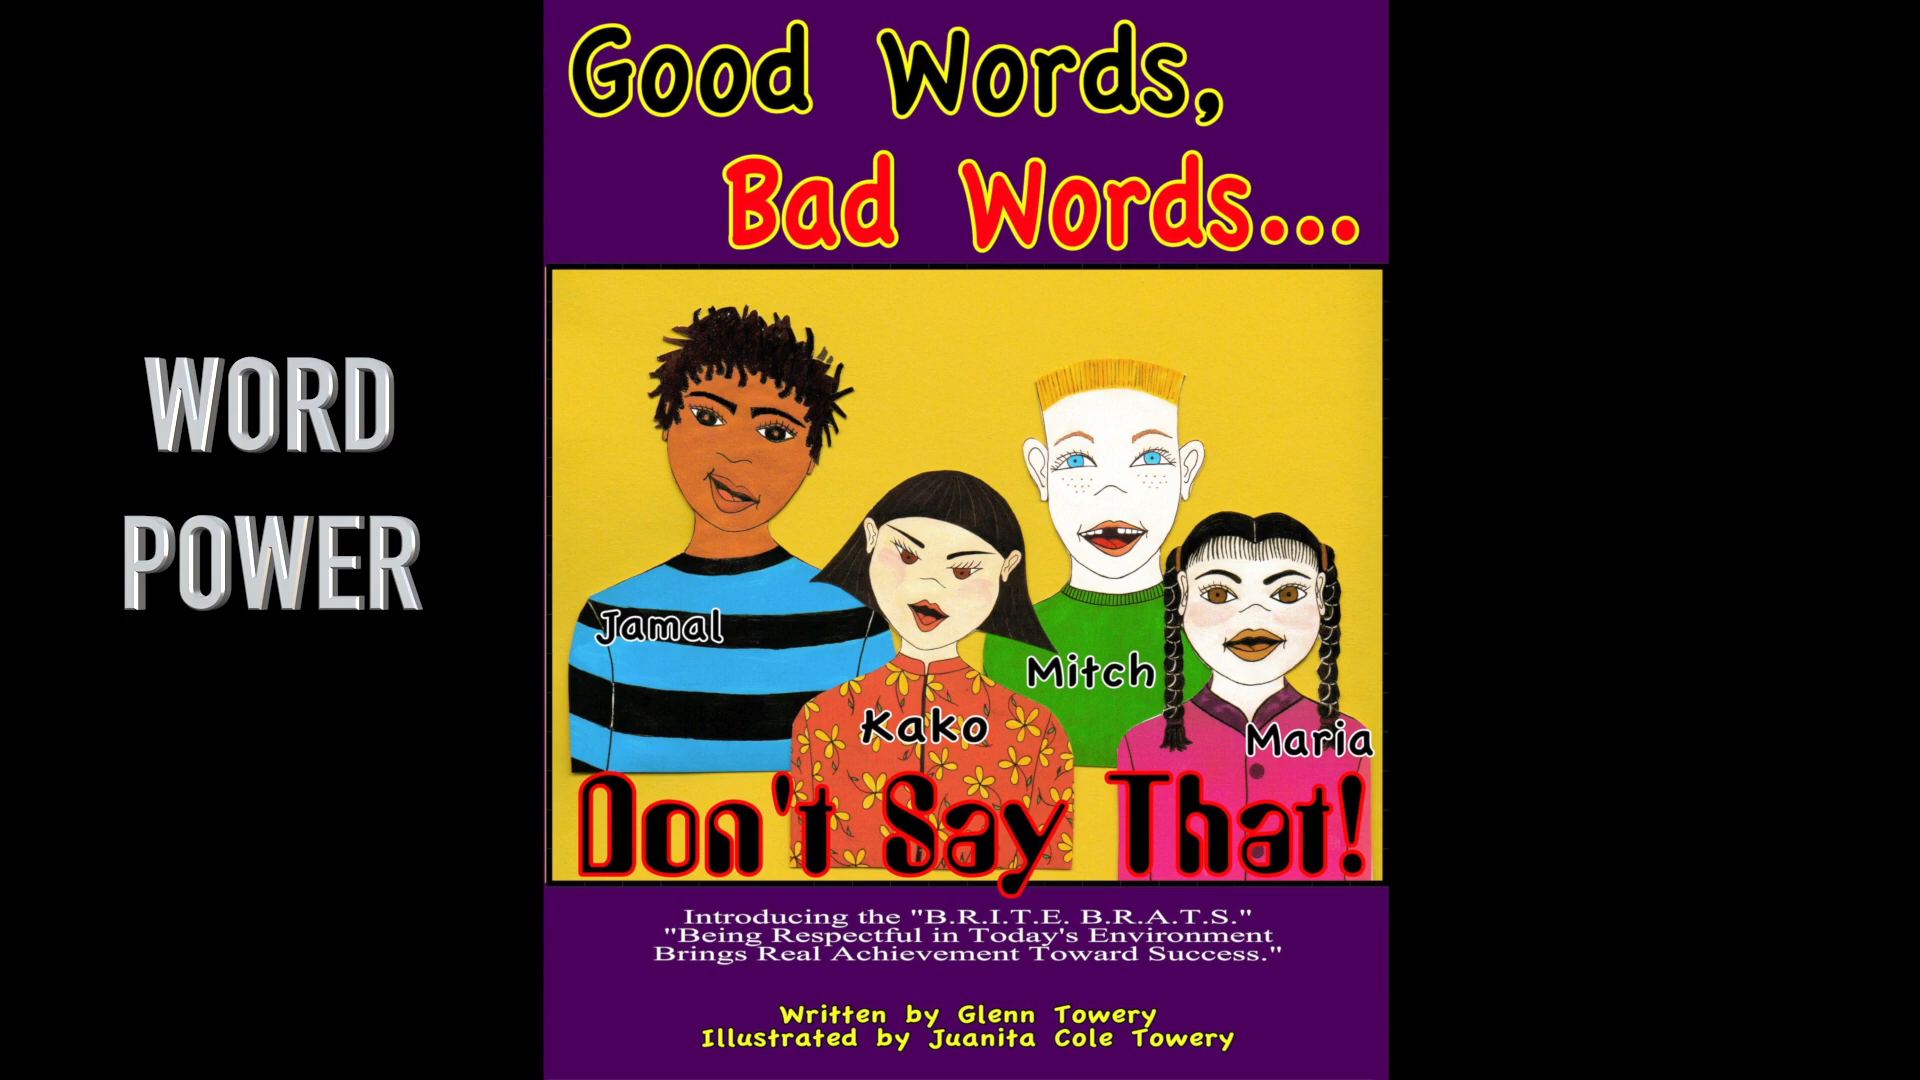 WORD
POWER
Good Words,
Bad Words...
Jamal
Kako
Mitch
Maria
Don't Say That!
Introducing the "B.R.I.T.E. B.R.A.T.S."
"Being Respectful in Today's Environment
Brings Real Achievement Toward Success."
Written by Glenn Towery
Illustrated by Juanita Cole Towery